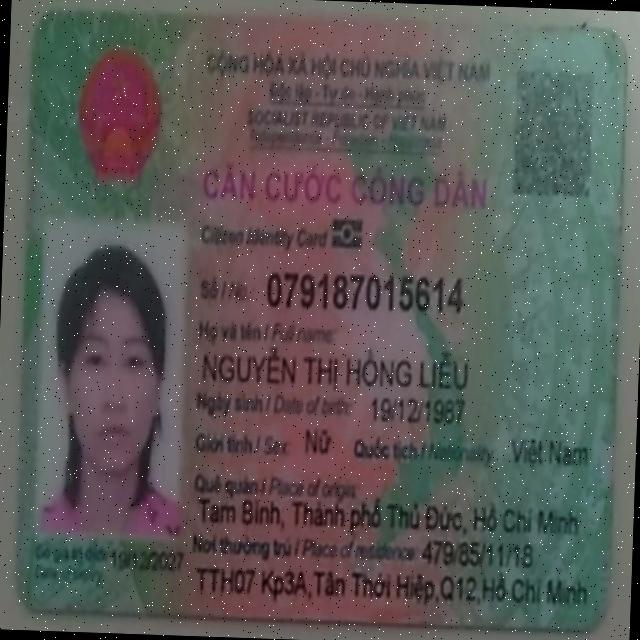 CỘNG HÒA XÃ HỘI CHỦ NGHĨA VIỆT NAM
Độc lập - Tự do - Hạnh phúc
SOCIALIST REPUBLIC OF VIET NAM
Independence - Freedom - Happiness
CĂN CƯỚC CÔNG DÂN
Citizen Identity Card
Số / No.: 079187015614
Họ và tên / Full name:
NGUYỄN THỊ HỒNG LIỄU
Ngày sinh / Date of birth: 19/12/1987
Giới tính / Sex: Nữ Quốc tịch / Nationality: Việt Nam
Quê quán / Place of origin:
Tam Bình, Thành phố Thủ Đức, Hồ Chí Minh
Nơi thường trú / Place of residence: 479/85/11/18
TTH07 Kp3A,Tân Thới Hiệp,Q12,Hồ Chí Minh
Có giá trị đến: 19/12/2027
Date of expiry